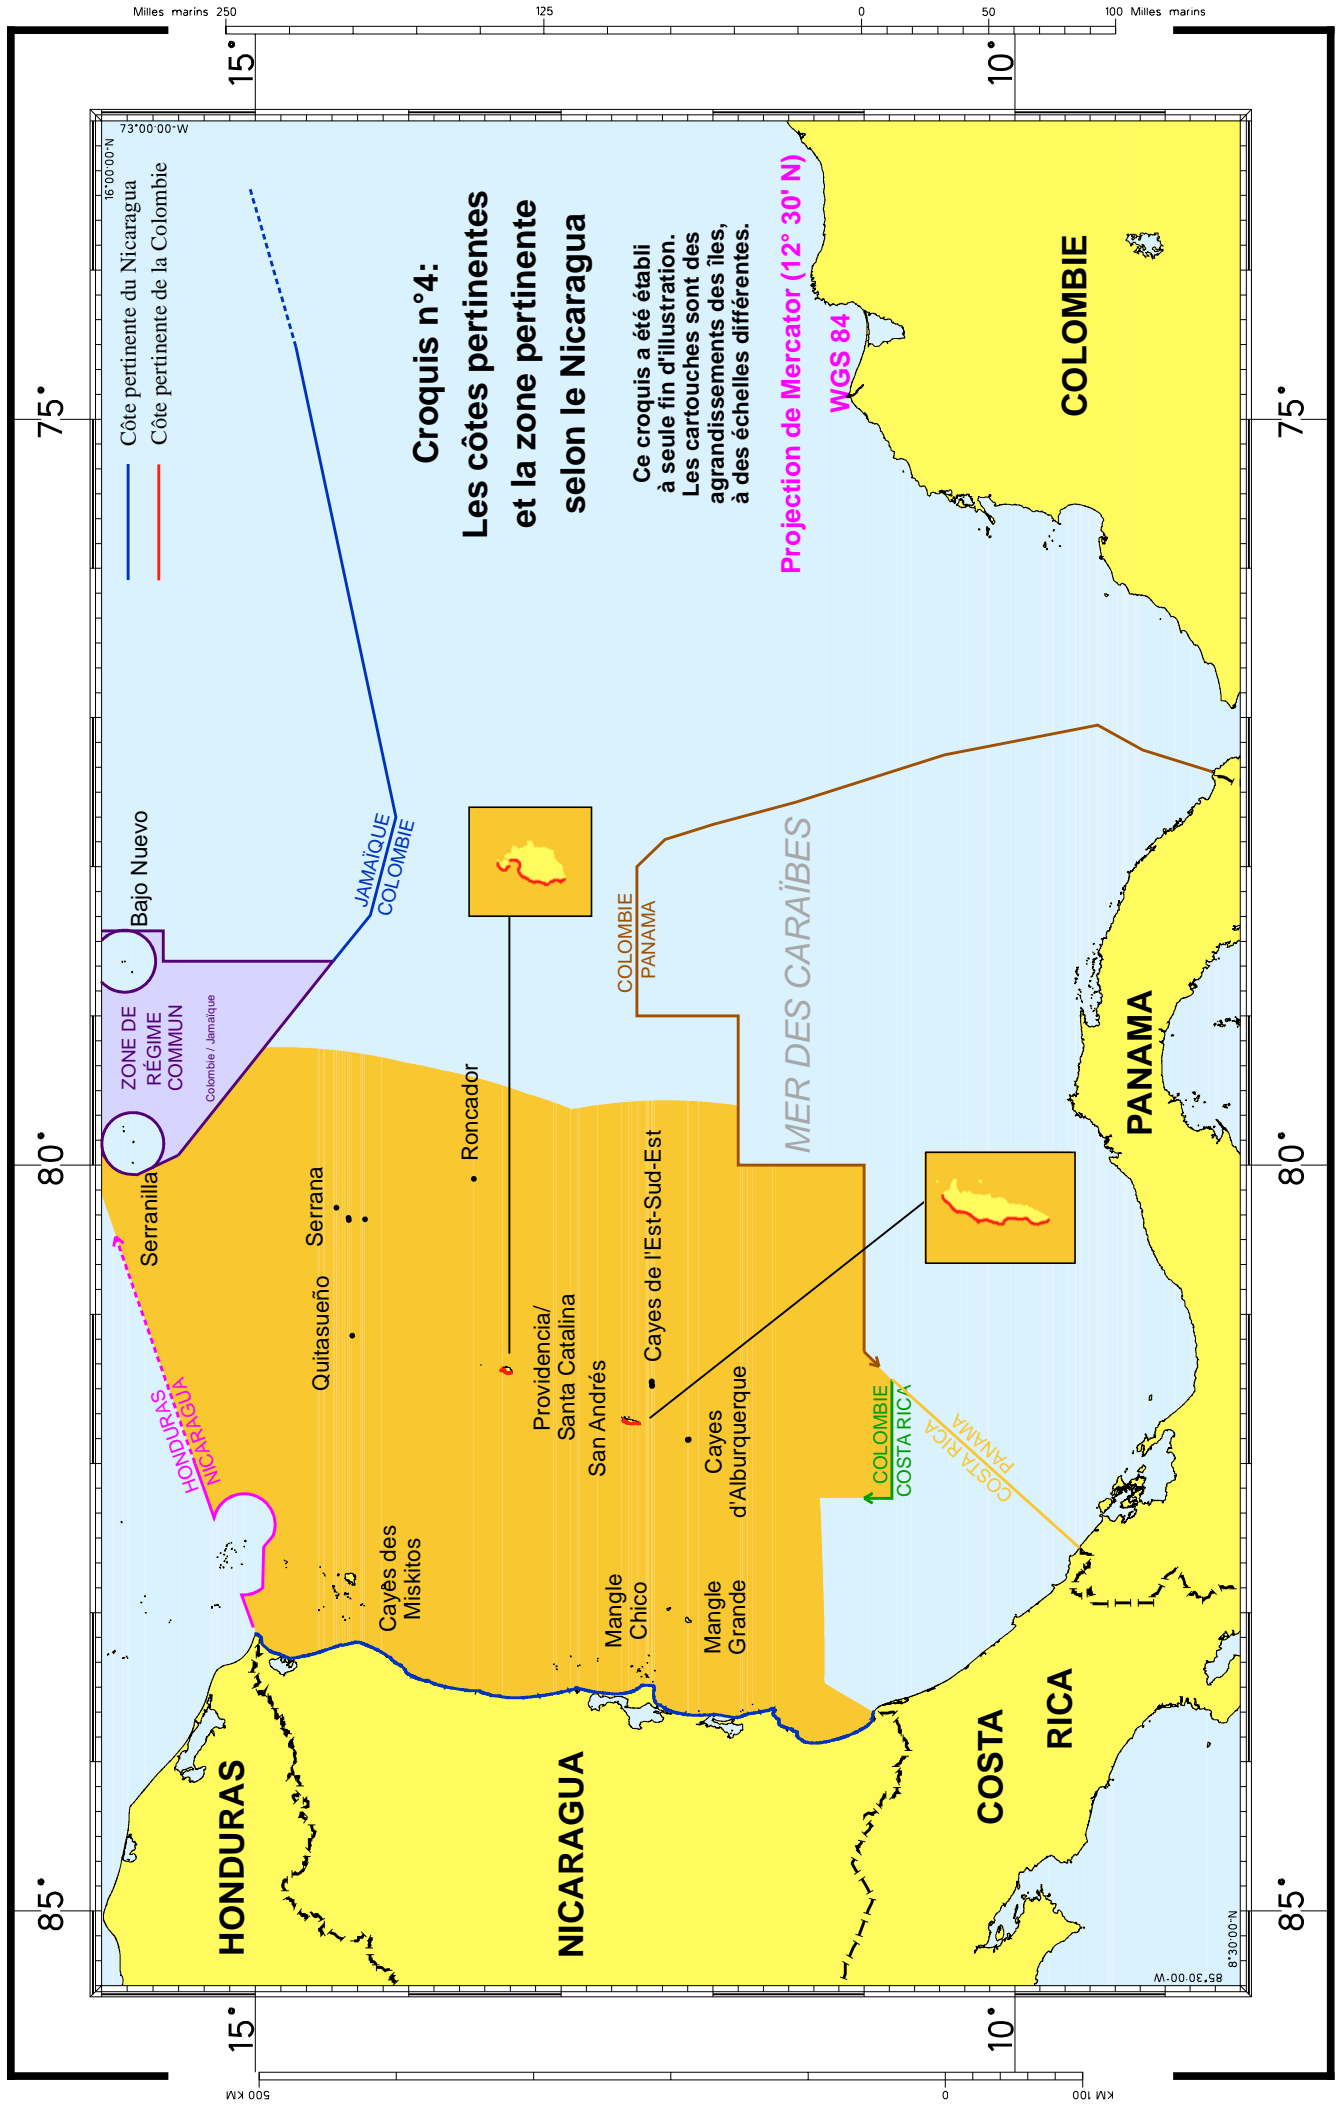 Croquis n°4:
Les côtes pertinentes
et la zone pertinente
selon le Nicaragua
Ce croquis a été établi
à seule fin d'illustration.
Les cartouches sont des
agrandissements des îles,
à des échelles différentes.
Projection de Mercator (12° 30' N)
WGS 84
Côte pertinente du Nicaragua
Côte pertinente de la Colombie
16°00'00·N
73°00'00·W
Bajo Nuevo
ZONE DE
RÉGIME
COMMUN
Colombie / Jamaïque
Serranilla
JAMAÏQUE
COLOMBIE
HONDURAS
NICARAGUA
Quitasueño
Serrana
Roncador
Providencia/
Santa Catalina
San Andrés
Cayes de l'Est-Sud-Est
Cayes
d'Alburquerque
Cayes des
Miskitos
Mangle
Chico
Mangle
Grande
COLOMBIE
PANAMA
MER DES CARAÏBES
COLOMBIE
COSTA RICA
COSTA RICA
PANAMA
HONDURAS
NICARAGUA
COSTA
RICA
PANAMA
COLOMBIE
85°30'00·W
8°30'00·N
85°
80°
75°
85°
80°
75°
15°
10°
15°
10°
Milles marins 250
125
0
50
100 Milles marins
500 KM
0
KM 100